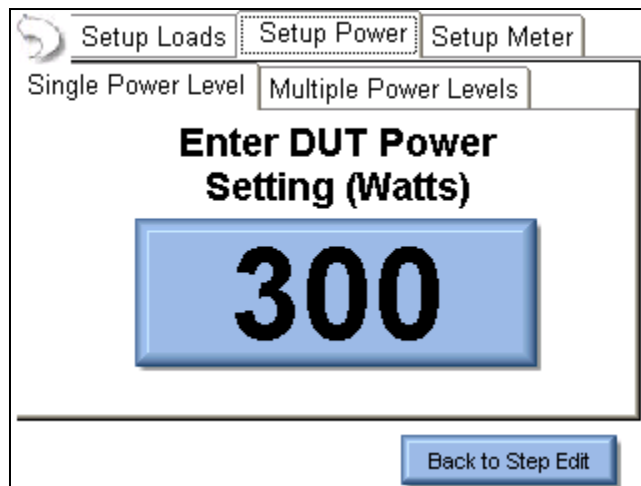 Setup Loads Setup Power Setup Meter
Single Power Level Multiple Power Levels
Enter DUT Power
Setting (Watts)
300
Back to Step Edit